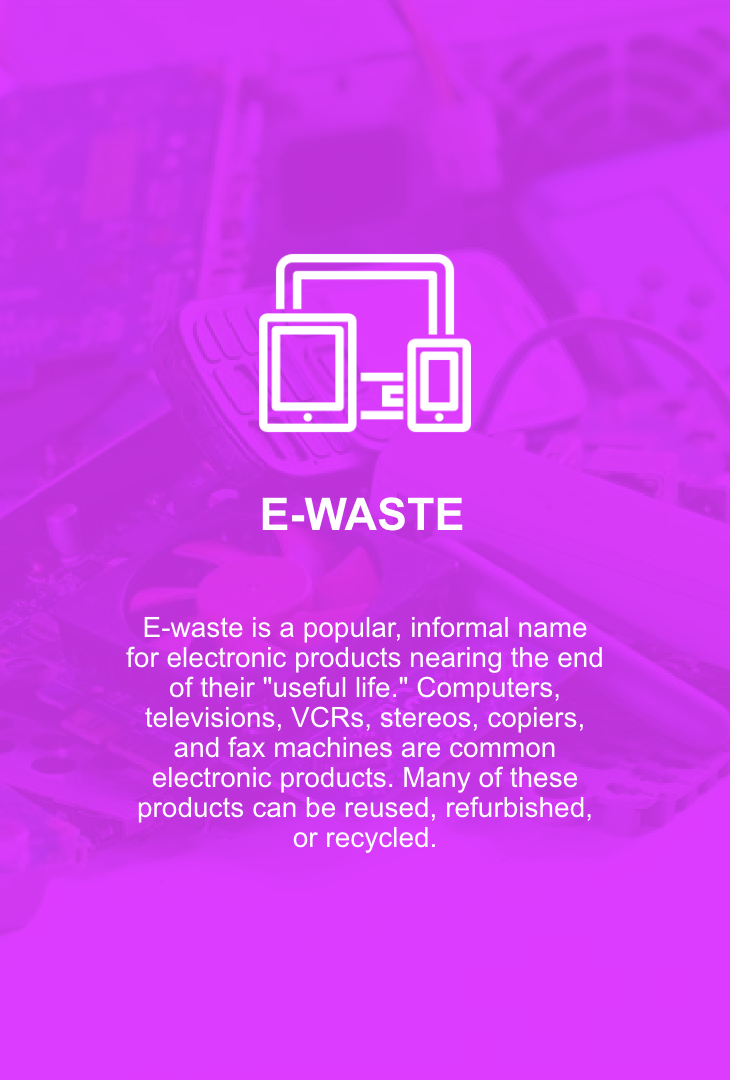 E-WASTE
E-waste is a popular, informal name
for electronic products nearing the end
of their "useful life." Computers,
televisions, VCRs, stereos, copiers,
and fax machines are common
electronic products. Many of these
products can be reused, refurbished,
or recycled.